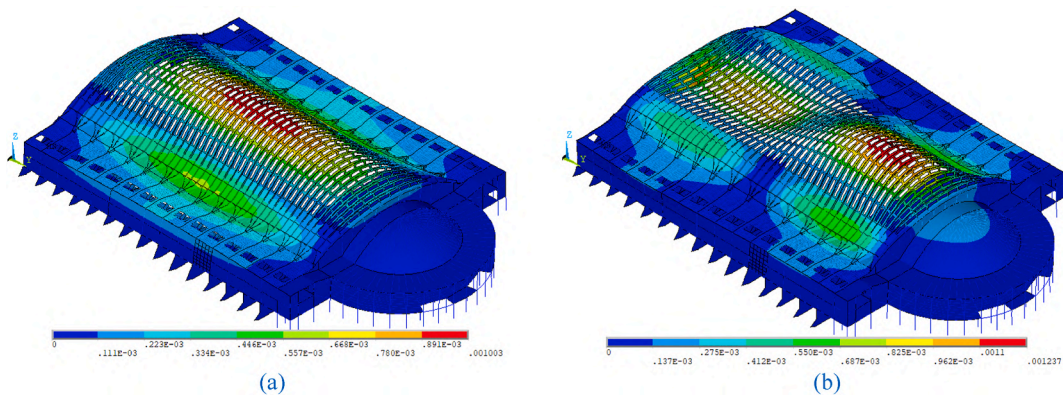 Z
Y
Z
Y
0 .223E-03 .446E-03 .668E-03 .891E-03
.111E-03 .334E-03 .557E-03 .780E-03 .001003
0 .275E-03 .550E-03 .825E-03 .0011
.137E-03 .412E-03 .687E-03 .962E-03 .001237
(a)
(b)